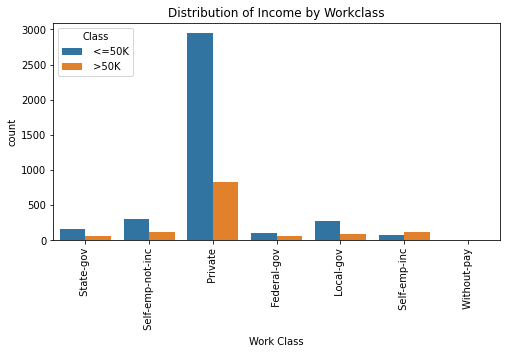 Distribution of Income by Workclass
Class
<=50K
>50K
count
3000
2500
2000
1500
1000
500
0
State-gov
Self-emp-not-inc
Private
Federal-gov
Local-gov
Self-emp-inc
Without-pay
Work Class